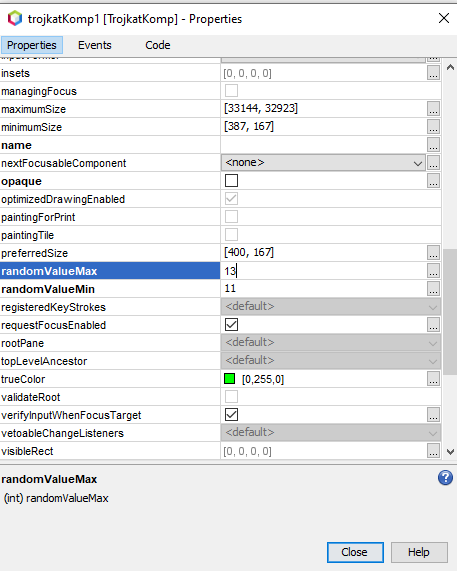 trojkatKomp1 [TrojkatKomp] - Properties
Properties Events Code
insets [0, 0, 0, 0] ...
managingFocus
maximumSize [33144, 32923] ...
minimumSize [387, 167] ...
name ...
nextFocusableComponent <none> ...
opaque ...
optimizedDrawingEnabled
paintingForPrint
paintingTile
preferredSize [400, 167] ...
randomValueMax 13 ...
randomValueMin 11 ...
registeredKeyStrokes <default>
requestFocusEnabled ...
rootPane <default>
topLevelAncestor <default>
trueColor [0,255,0] ...
validateRoot
verifyInputWhenFocusTarget ...
vetoableChangeListeners <default>
visibleRect [0, 0, 0, 0] ...
randomValueMax ?
(int) randomValueMax
Close Help